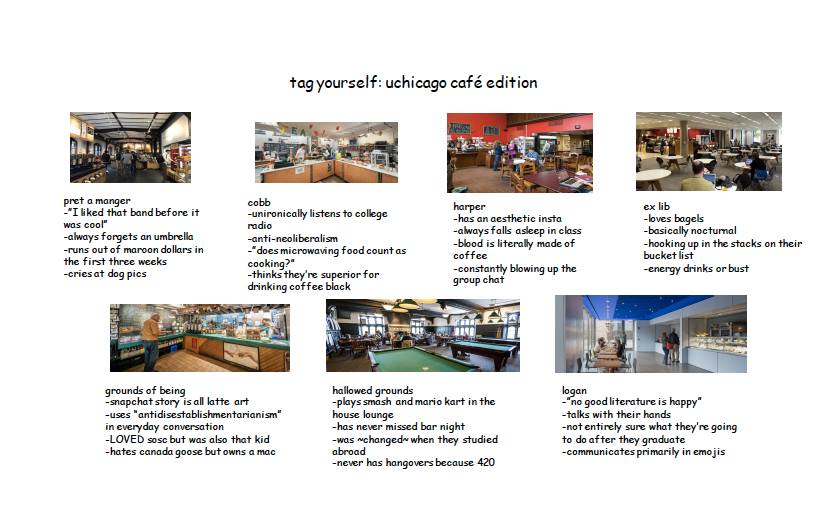 tag yourself: uchicago café edition
pret a manger
-"I liked that band before it
was cool"
-always forgets an umbrella
-runs out of maroon dollars in
the first three weeks
-cries at dog pics
cobb
-unironically listens to college
radio
-anti-neoliberalism
-"does microwaving food count as
cooking?"
-thinks they're superior for
drinking coffee black
harper
-has an aesthetic insta
-always falls asleep in class
-blood is literally made of
coffee
-constantly blowing up the
group chat
ex lib
-loves bagels
-basically nocturnal
-hooking up in the stacks on their
bucket list
-energy drinks or bust
grounds of being
-snapchat story is all latte art
-uses "antidisestablishmentarianism"
in everyday conversation
-LOVED sosc but was also that kid
-hates canada goose but owns a mac
hallowed grounds
-plays smash and mario kart in the
house lounge
-has never missed bar night
-was ~changed~ when they studied
abroad
-never has hangovers because 420
logan
-"no good literature is happy"
-talks with their hands
-not entirely sure what they're going
to do after they graduate
-communicates primarily in emojis